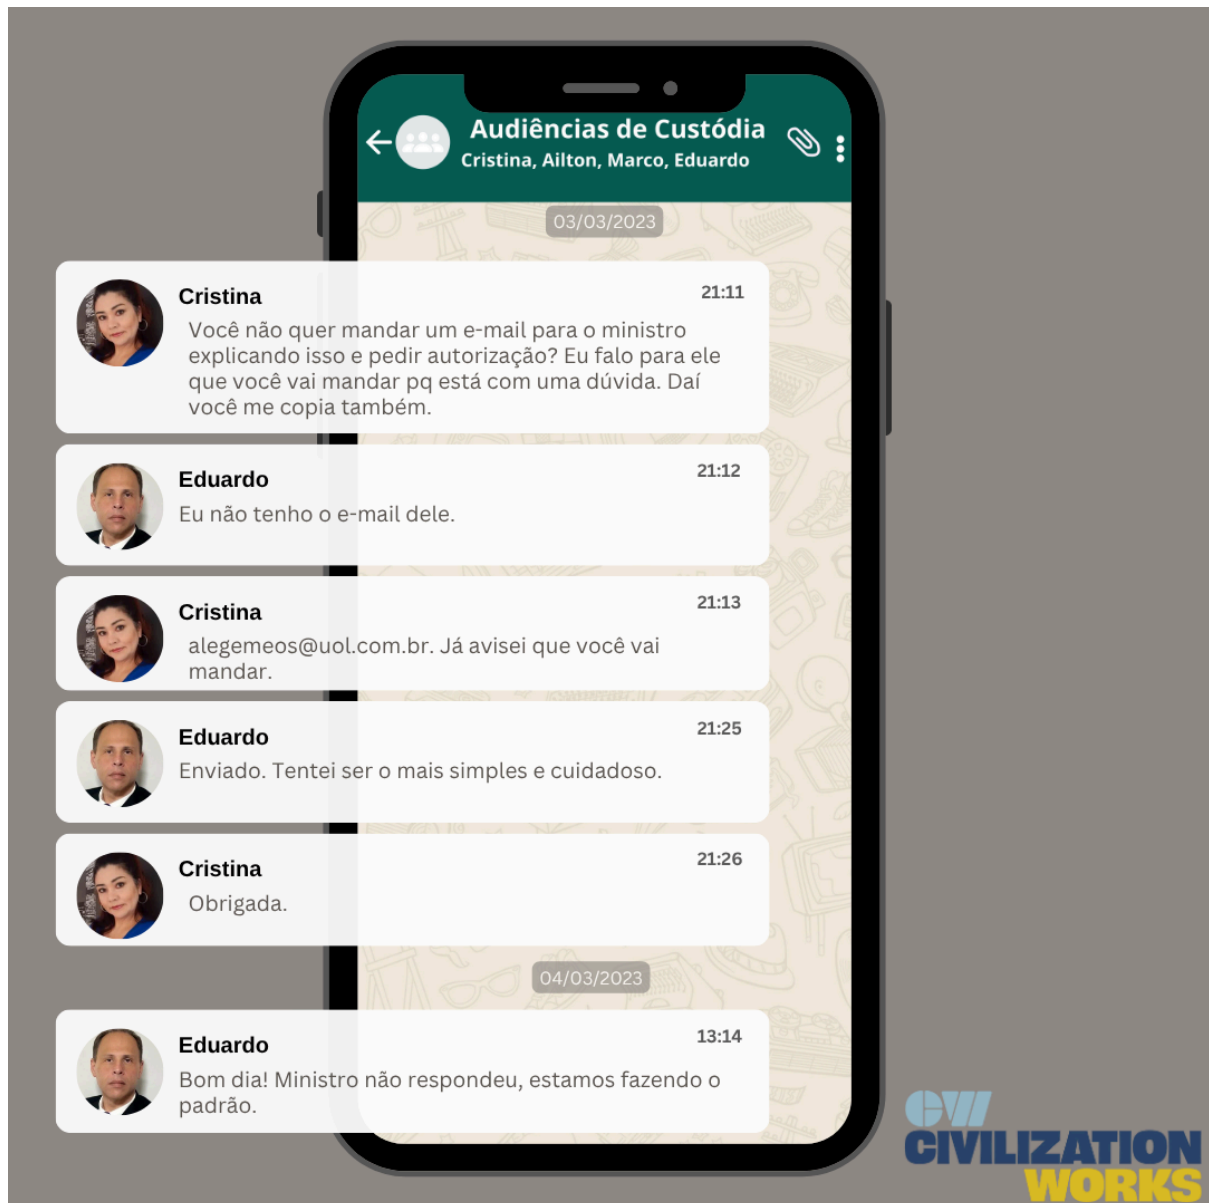 Audiências de Custódia
Cristina, Ailton, Marco, Eduardo
03/03/2023
Cristina
21:11
Você não quer mandar um e-mail para o ministro
explicando isso e pedir autorização? Eu falo para ele
que você vai mandar pq está com uma dúvida. Daí
você me copia também.
Eduardo
21:12
Eu não tenho o e-mail dele.
Cristina
21:13
alegemeos@uol.com.br. Já avisei que você vai
mandar.
Eduardo
21:25
Enviado. Tentei ser o mais simples e cuidadoso.
Cristina
21:26
Obrigada.
04/03/2023
Eduardo
13:14
Bom dia! Ministro não respondeu, estamos fazendo o
padrão.
CW
CIVILIZATION
WORKS